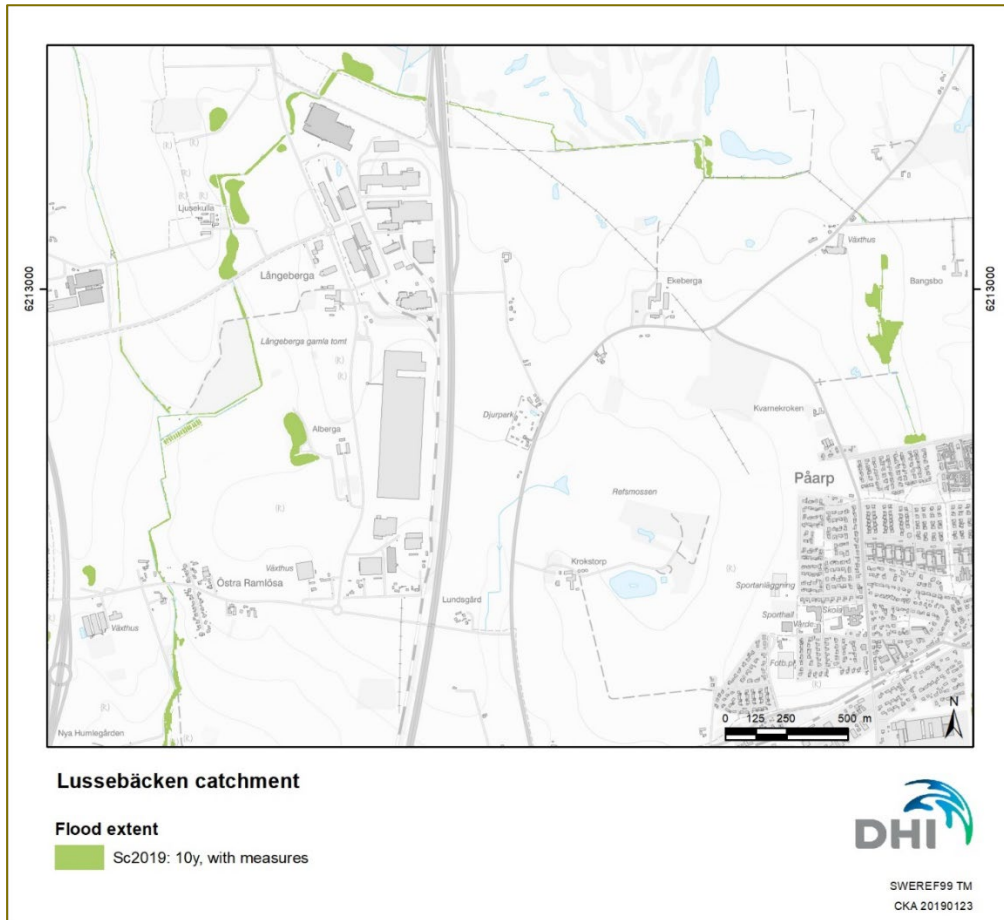 Ljusekulla
Långeberga
Växthus
Bangsbo
Ekeberga
6213000
6213000
Långeberga gamla tomt
Djurpark
Kvarnekroken
Alberga
Påarp
Refsmossen
Växthus
Krokstorp
Östra Ramlösa
Sportanläggning
Lundsgård
Sporthall
Skola
Växthus
Fotb.pl
N
0 125 250 500 m
Nya Humlegården
Lussebäcken catchment
Flood extent
Sc2019: 10y, with measures
DHI
SWEREF99 TM
CKA 20190123